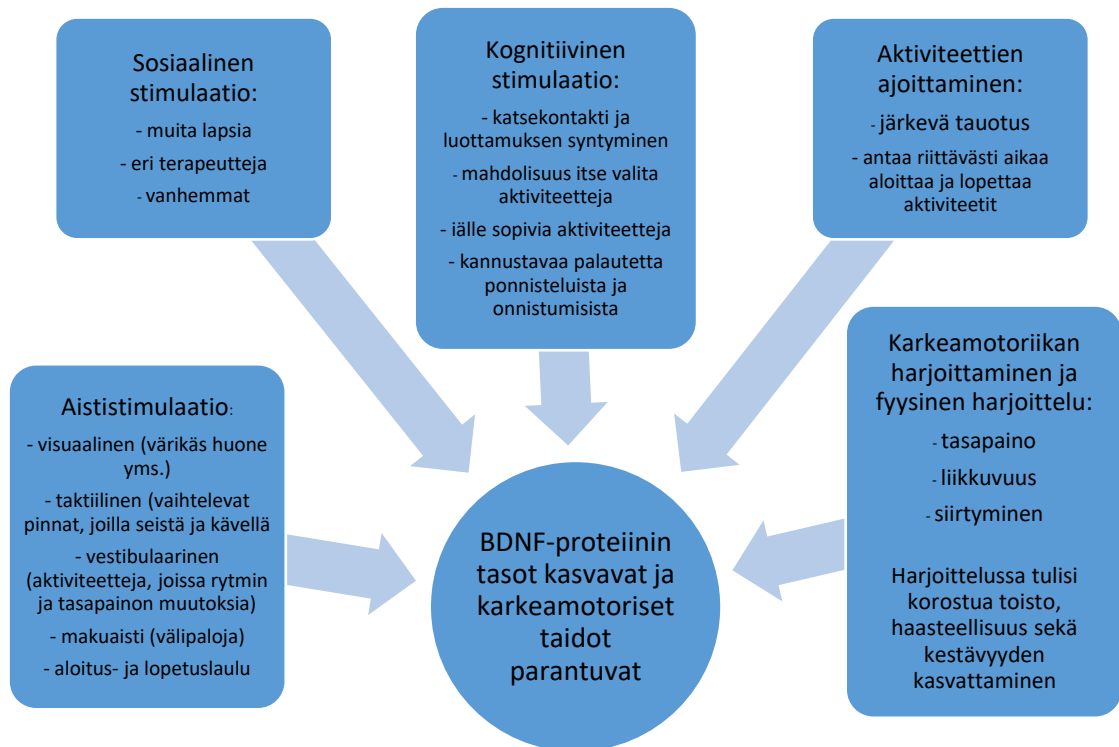 Sosiaalinen
stimulaatio:
- muita lapsia
- eri terapeutteja
- vanhemmat
Kognitiivinen
stimulaatio:
- katsekontakti ja
luottamuksen syntyminen
- mahdolisuus itse valita
aktiviteetteja
- iälle sopivia aktiviteetteja
- kannustavaa palautetta
ponnisteluista ja
onnistumisista
Aktiviteettien
ajoittaminen:
- järkevä tauotus
- antaa riittävästi aikaa
aloittaa ja lopettaa
aktiviteetit
Aististimulaatio:
- visuaalinen (värikäs huone
yms.)
- taktiilinen (vaihtelevat
pinnat, joilla seistä ja kävellä
- vestibulaarinen
(aktiviteetteja, joissa rytmin
ja tasapainon muutoksia)
- makuaisti (välipaloja)
- aloitus- ja lopetuslaulu
BDNF-proteiinin
tasot kasvavat ja
karkeamotoriset
taidot
parantuvat
Karkeamotoriikan
harjoittaminen ja
fyysinen harjoittelu:
- tasapaino
- liikkuvuus
- siirtyminen
Harjoittelussa tulisi
korostua toisto,
haasteellisuus sekä
kestävyyden
kasvattaminen